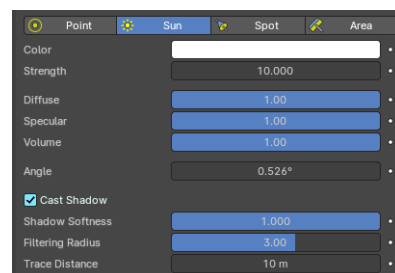 Point Sun Spot Area
Color
Strength 10.000
Diffuse 1.00
Specular 1.00
Volume 1.00
Angle 0.526°
Cast Shadow
Shadow Softness 1.000
Filtering Radius 3.00
Trace Distance 10 m